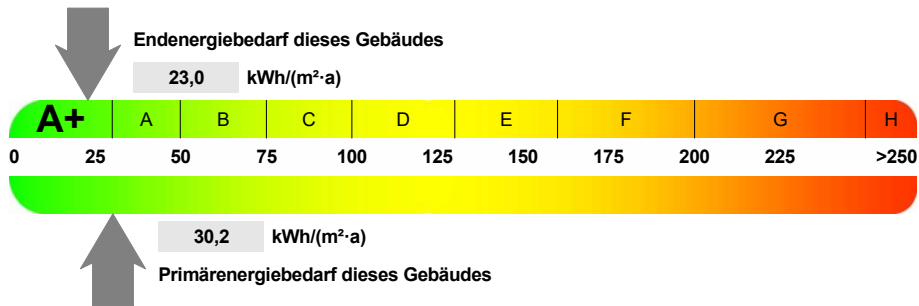 Endenergiebedarf dieses Gebäudes
23,0 kWh/(m²·a)
A+ A B C D E F G H
0 25 50 75 100 125 150 175 200 225 >250
30,2 kWh/(m²·a)
Primärenergiebedarf dieses Gebäudes